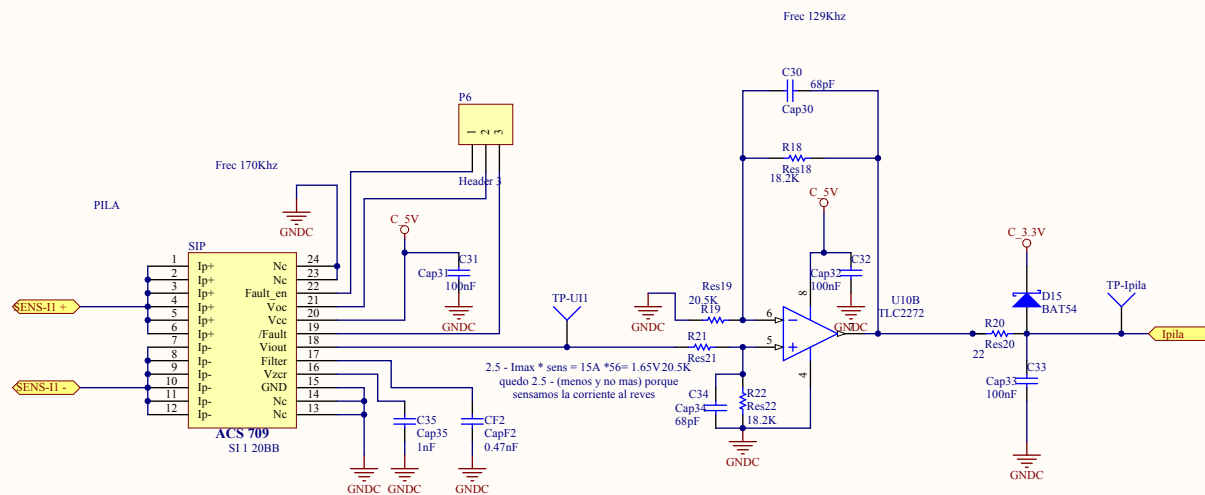 Frec 129Khz
C30
68pF
Cap30
P6
1
2
3
Header 3
R18
Res18
18.2K
Frec 170Khz
PILA
GNDC
C_5V
C31
Cap31
100nF
GNDC
C_5V
C32
Cap32
100nF
GNDC
C_3.3V
SIP
1 Ip+ Nc 24
2 Ip+ Nc 23
3 Ip+ Fault_en 22
4 Ip+ Voc 21
5 Ip+ Vcc 20
6 Ip+ /Fault 19
7 Ip- Viout 18
8 Ip- Filter 17
9 Ip- Vzcr 16
10 Ip- GND 15
11 Ip- Nc 14
12 Ip- Nc 13
ACS 709
SI 1 20BB
SENS-I1 +
SENS-I1 -
TP-UI1
Res19
20.5K
R19
GNDC
R21
Res21
20.5K
2.5 - Imax * sens = 15A *56= 1.65V
quedo 2.5 - (menos y no mas) porque
sensamos la corriente al reves
6
5
8
4
7
U10B
TLC2272
C34
Cap34
68pF
R22
Res22
18.2K
GNDC
D15
BAT54
TP-Ipila
R20
Res20
22
Ipila
C33
Cap33
100nF
GNDC
C35
Cap35
1nF
CF2
CapF2
0.47nF
GNDC
GNDC
GNDC